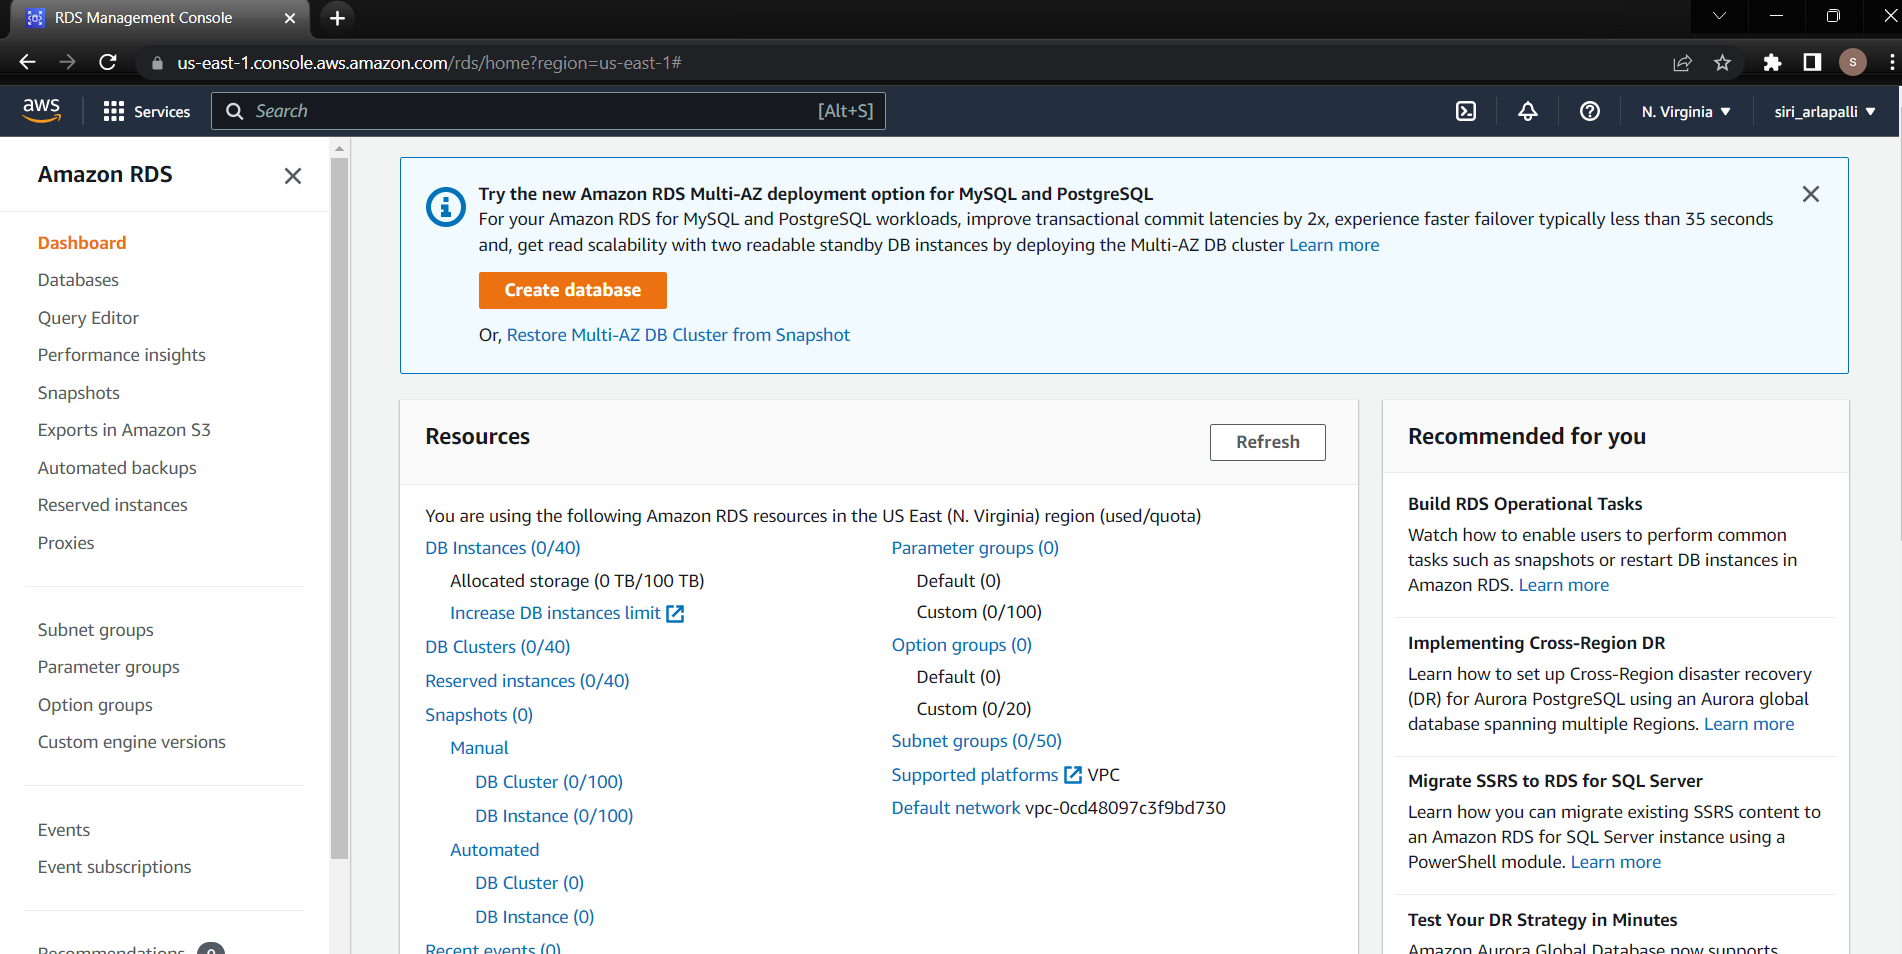 RDS Management Console
us-east-1.console.aws.amazon.com/rds/home?region=us-east-1#
S
aws
Services
Search
[Alt+S]
N. Virginia
siri_arlapalli
Amazon RDS
Dashboard
Databases
Query Editor
Performance insights
Snapshots
Exports in Amazon S3
Automated backups
Reserved instances
Proxies
Subnet groups
Parameter groups
Option groups
Custom engine versions
Events
Event subscriptions
Recommendations 0
Try the new Amazon RDS Multi-AZ deployment option for MySQL and PostgreSQL
For your Amazon RDS for MySQL and PostgreSQL workloads, improve transactional commit latencies by 2x, experience faster failover typically less than 35 seconds
and, get read scalability with two readable standby DB instances by deploying the Multi-AZ DB cluster Learn more
Create database
Or, Restore Multi-AZ DB Cluster from Snapshot
Resources
Refresh
You are using the following Amazon RDS resources in the US East (N. Virginia) region (used/quota)
DB Instances (0/40)
Allocated storage (0 TB/100 TB)
Increase DB instances limit
DB Clusters (0/40)
Reserved instances (0/40)
Snapshots (0)
Manual
DB Cluster (0/100)
DB Instance (0/100)
Automated
DB Cluster (0)
DB Instance (0)
Recent events (0)
Parameter groups (0)
Default (0)
Custom (0/100)
Option groups (0)
Default (0)
Custom (0/20)
Subnet groups (0/50)
Supported platforms VPC
Default network vpc-0cd48097c3f9bd730
Recommended for you
Build RDS Operational Tasks
Watch how to enable users to perform common
tasks such as snapshots or restart DB instances in
Amazon RDS. Learn more
Implementing Cross-Region DR
Learn how to set up Cross-Region disaster recovery
(DR) for Aurora PostgreSQL using an Aurora global
database spanning multiple Regions. Learn more
Migrate SSRS to RDS for SQL Server
Learn how you can migrate existing SSRS content to
an Amazon RDS for SQL Server instance using a
PowerShell module. Learn more
Test Your DR Strategy in Minutes
Amazon Aurora Global Database now supports